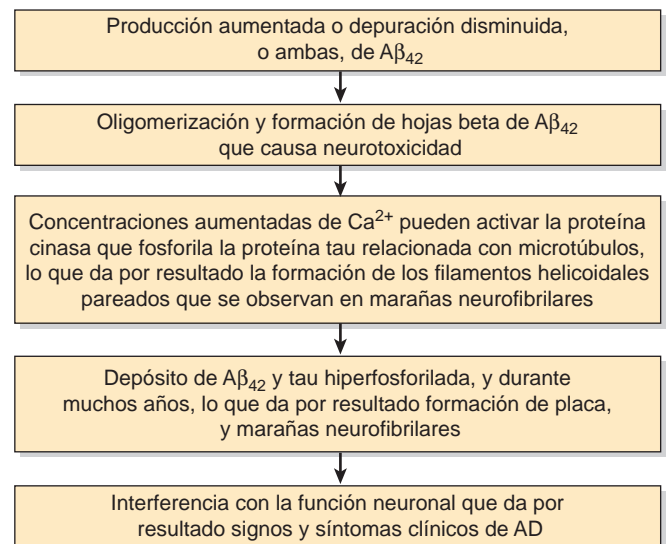 Producción aumentada o depuración disminuida,
o ambas, de Aβ₄₂
Oligomerización y formación de hojas beta de Aβ₄₂
que causa neurotoxicidad
Concentraciones aumentadas de Ca²⁺ pueden activar la proteína
cinasa que fosforila la proteína tau relacionada con microtúbulos,
lo que da por resultado la formación de los filamentos helicoidales
pareados que se observan en marañas neurofibrilares
Depósito de Aβ₄₂ y tau hiperfosforilada, y durante
muchos años, lo que da por resultado formación de placa,
y marañas neurofibrilares
Interferencia con la función neuronal que da por
resultado signos y síntomas clínicos de AD